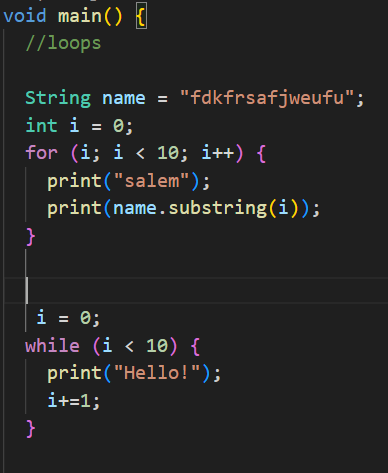 void main() {
//loops
String name = "fdkfrsafjweufu";
int i = 0;
for (i; i < 10; i++) {
print("salem");
print(name.substring(i));
}
i = 0;
while (i < 10) {
print("Hello!");
i+=1;
}